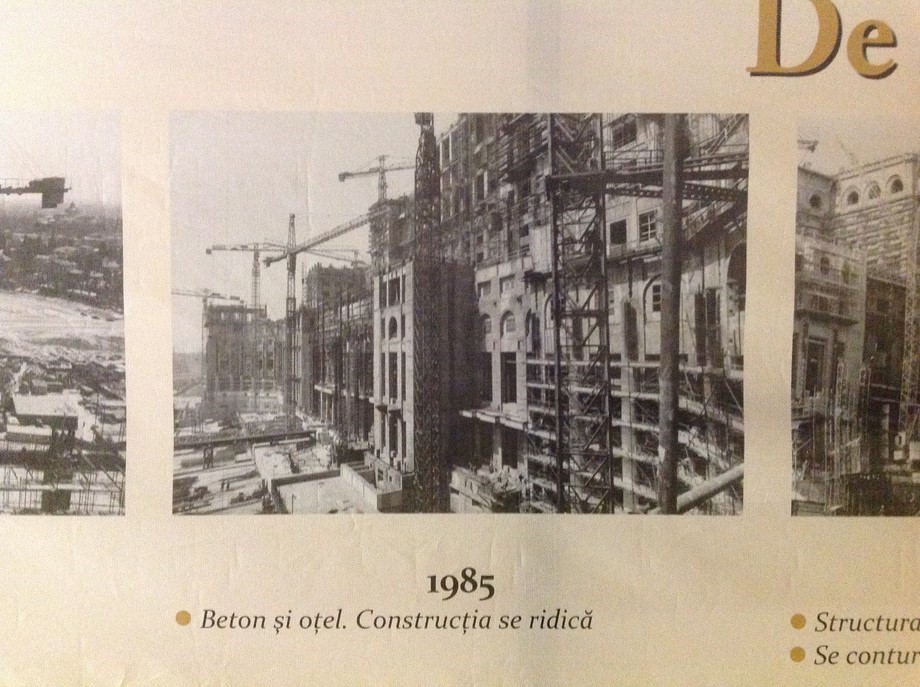 De
1985
• Beton și oțel. Construcția se ridică
• Structura
• Se contur